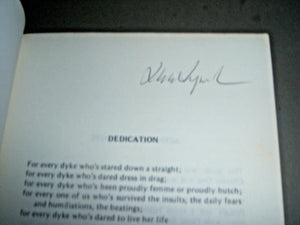 DEDICATION
For every dyke who's stared down a straight;
for every dyke who's dared dress in drag;
for every dyke who's been proudly femme or proudly butch;
for every one of us who's survived the insults, the daily fears
and humiliations, the beatings;
for every dyke who's dared to live her life